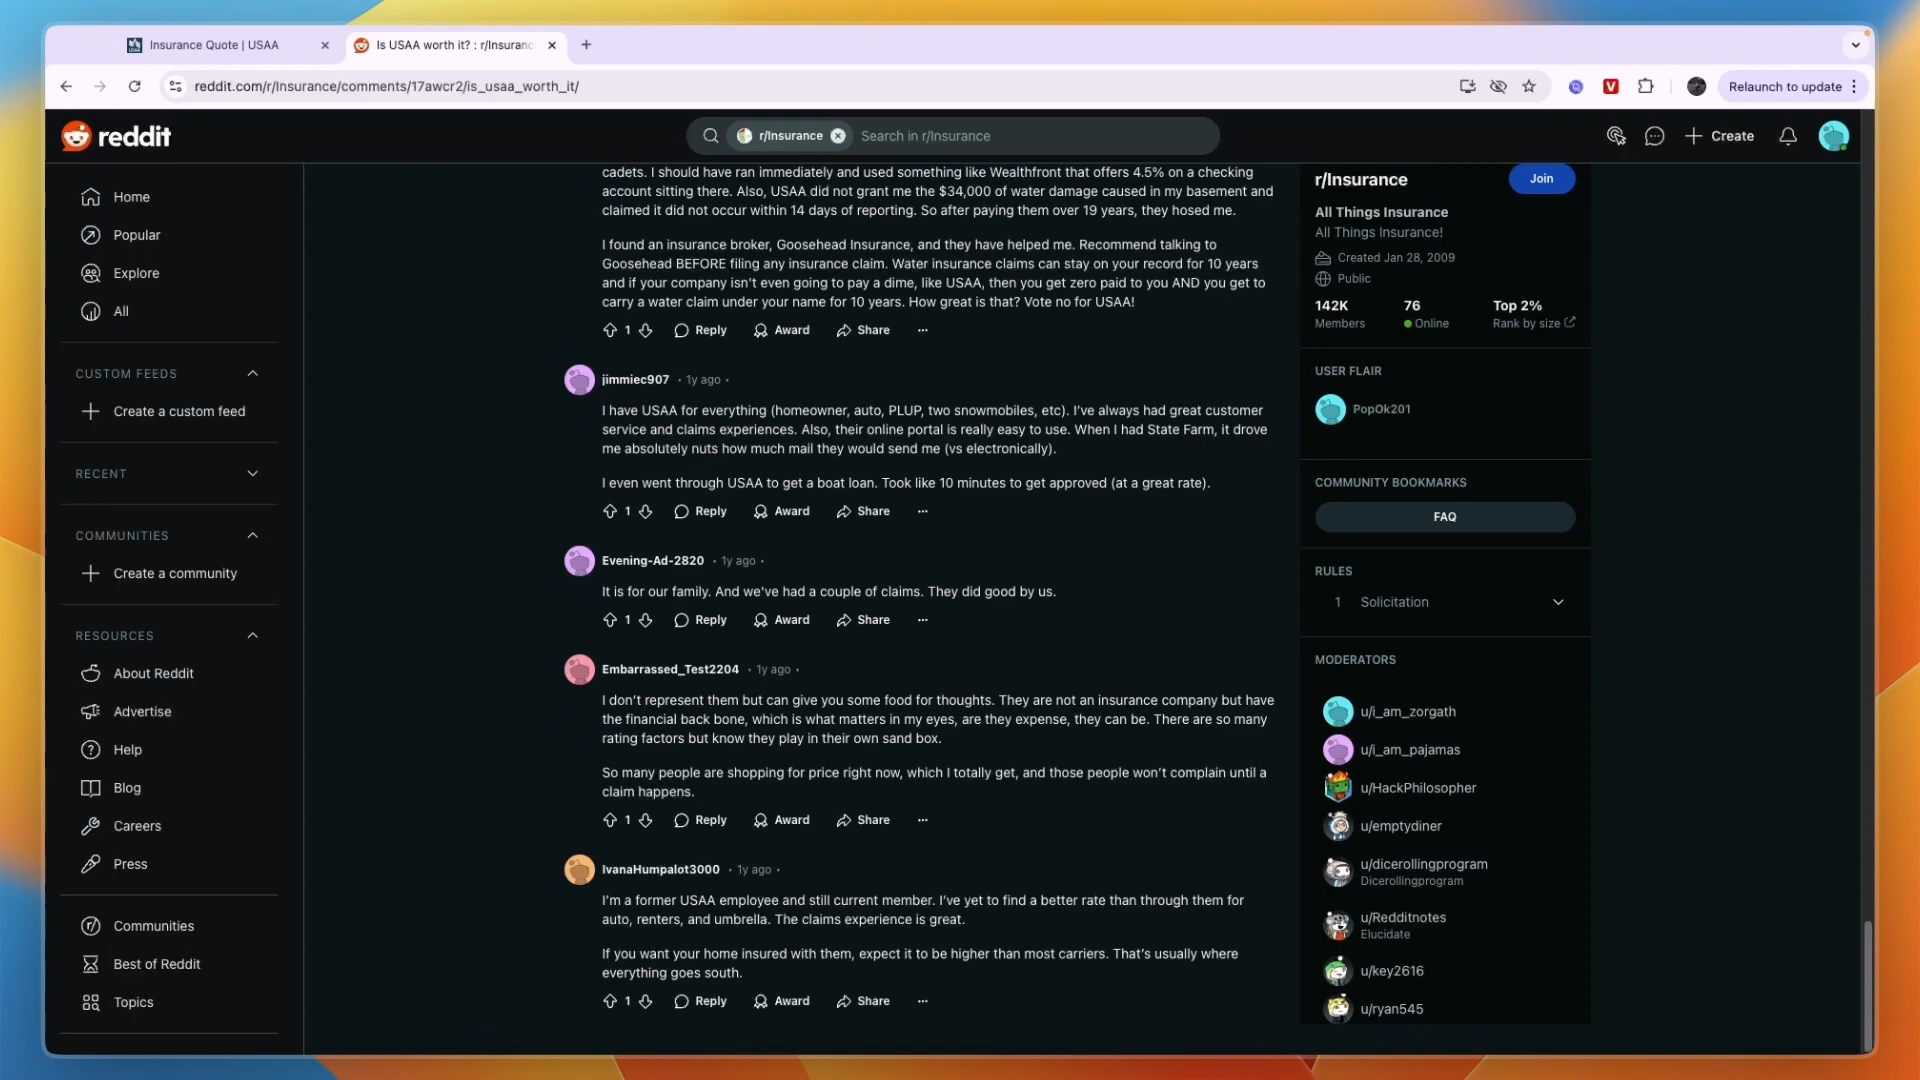 Insurance Quote | USAA
Is USAA worth it? : r/Insuranc
reddit.com/r/Insurance/comments/17awcr2/is_usaa_worth_it/
Relaunch to update
reddit
r/Insurance
Search in r/Insurance
Create
Home
Popular
Explore
All
CUSTOM FEEDS
Create a custom feed
RECENT
COMMUNITIES
Create a community
RESOURCES
About Reddit
Advertise
Help
Blog
Careers
Press
Communities
Best of Reddit
Topics
cadets. I should have ran immediately and used something like Wealthfront that offers 4.5% on a checking
account sitting there. Also, USAA did not grant me the $34,000 of water damage caused in my basement and
claimed it did not occur within 14 days of reporting. So after paying them over 19 years, they hosed me.
I found an insurance broker, Goosehead Insurance, and they have helped me. Recommend talking to
Goosehead BEFORE filing any insurance claim. Water insurance claims can stay on your record for 10 years
and if your company isn't even going to pay a dime, like USAA, then you get zero paid to you AND you get to
carry a water claim under your name for 10 years. How great is that? Vote no for USAA!
1 Reply Award Share ...
jimmiec907 • 1y ago •
I have USAA for everything (homeowner, auto, PLUP, two snowmobiles, etc). I've always had great customer
service and claims experiences. Also, their online portal is really easy to use. When I had State Farm, it drove
me absolutely nuts how much mail they would send me (vs electronically).
I even went through USAA to get a boat loan. Took like 10 minutes to get approved (at a great rate).
1 Reply Award Share ...
Evening-Ad-2820 • 1y ago •
It is for our family. And we've had a couple of claims. They did good by us.
1 Reply Award Share ...
Embarrassed_Test2204 • 1y ago •
I don't represent them but can give you some food for thoughts. They are not an insurance company but have
the financial back bone, which is what matters in my eyes, are they expense, they can be. There are so many
rating factors but know they play in their own sand box.
So many people are shopping for price right now, which I totally get, and those people won't complain until a
claim happens.
1 Reply Award Share ...
IvanaHumpalot3000 • 1y ago •
I'm a former USAA employee and still current member. I've yet to find a better rate than through them for
auto, renters, and umbrella. The claims experience is great.
If you want your home insured with them, expect it to be higher than most carriers. That's usually where
everything goes south.
1 Reply Award Share ...
r/Insurance
Join
All Things Insurance
All Things Insurance!
Created Jan 28, 2009
Public
142K 76 Top 2%
Members Online Rank by size
USER FLAIR
PopOk201
COMMUNITY BOOKMARKS
FAQ
RULES
1 Solicitation
MODERATORS
u/i_am_zorgath
u/i_am_pajamas
u/HackPhilosopher
u/emptydiner
u/dicerollingprogram
Dicerollingprogram
u/Redditnotes
Elucidate
u/key2616
u/ryan545